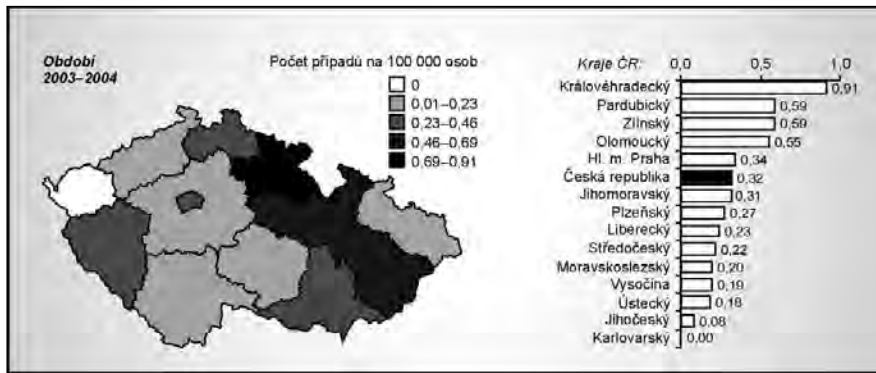 Období
2003–2004
Počet případů na 100 000 osob
0
0,01–0,23
0,23–0,46
0,46–0,69
0,69–0,91
Kraje ČR: 0,0 0,5 1,0
Královéhradecký 0,91
Pardubický 0,59
Zlínský 0,59
Olomoucký 0,55
Hl. m. Praha 0,34
Česká republika 0,32
Jihomoravský 0,31
Plzeňský 0,27
Liberecký 0,23
Středočeský 0,22
Moravskoslezský 0,20
Vysočina 0,19
Ústecký 0,18
Jihočeský 0,08
Karlovarský 0.00